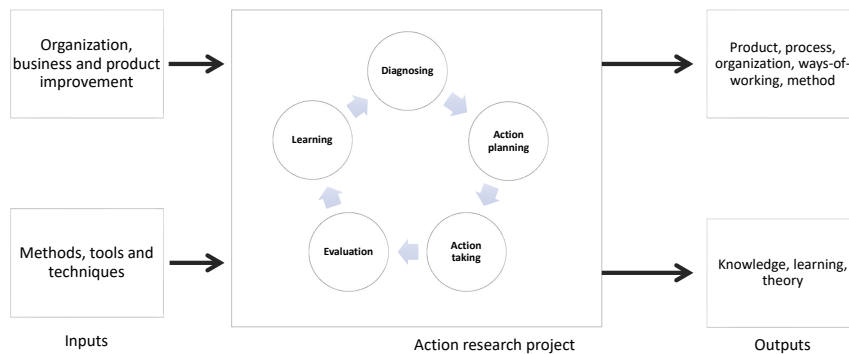 Organization,
business and product
improvement
Methods, tools and
techniques
Inputs
Diagnosing
Action
planning
Action
taking
Evaluation
Learning
Action research project
Product, process,
organization, ways-of-
working, method
Knowledge, learning,
theory
Outputs